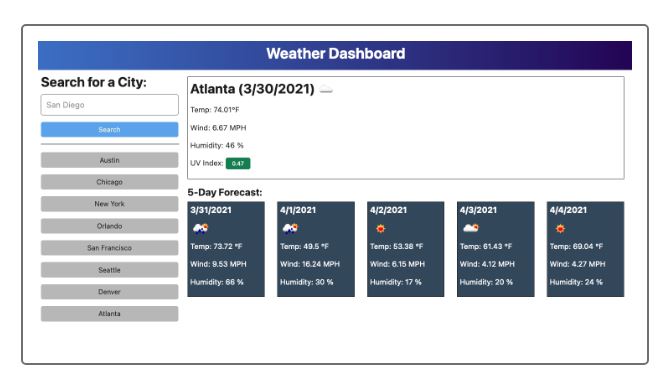 Weather Dashboard
Search for a City:
San Diego
Search
Austin
Chicago
New York
Orlando
San Francisco
Seattle
Denver
Atlanta
Atlanta (3/30/2021)
Temp: 74.01°F
Wind: 6.67 MPH
Humidity: 46 %
UV Index: 0.47
5-Day Forecast:
3/31/2021
Temp: 73.72 °F
Wind: 9.53 MPH
Humidity: 66 %
4/1/2021
Temp: 49.5 °F
Wind: 16.24 MPH
Humidity: 30 %
4/2/2021
Temp: 53.38 °F
Wind: 6.15 MPH
Humidity: 17 %
4/3/2021
Temp: 61.43 °F
Wind: 4.12 MPH
Humidity: 20 %
4/4/2021
Temp: 69.04 °F
Wind: 4.27 MPH
Humidity: 24 %